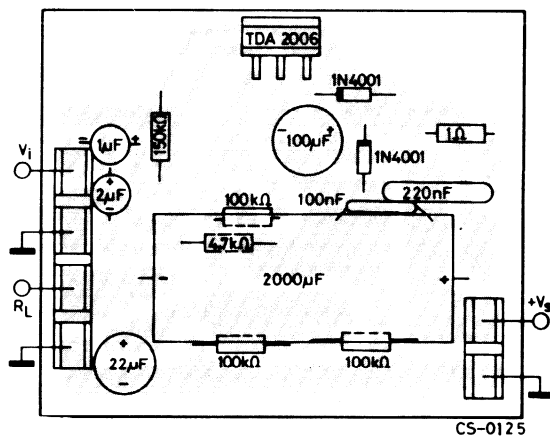 TDA 2006
1N4001
150kΩ
1Ω
Vi
= 1µF +
- 100µF +
1N4001
+ 2µF -
100kΩ
100nF
220nF
4.7kΩ
- 2000µF +
RL
+Vs
+ 22µF -
100kΩ
100kΩ
CS-0125